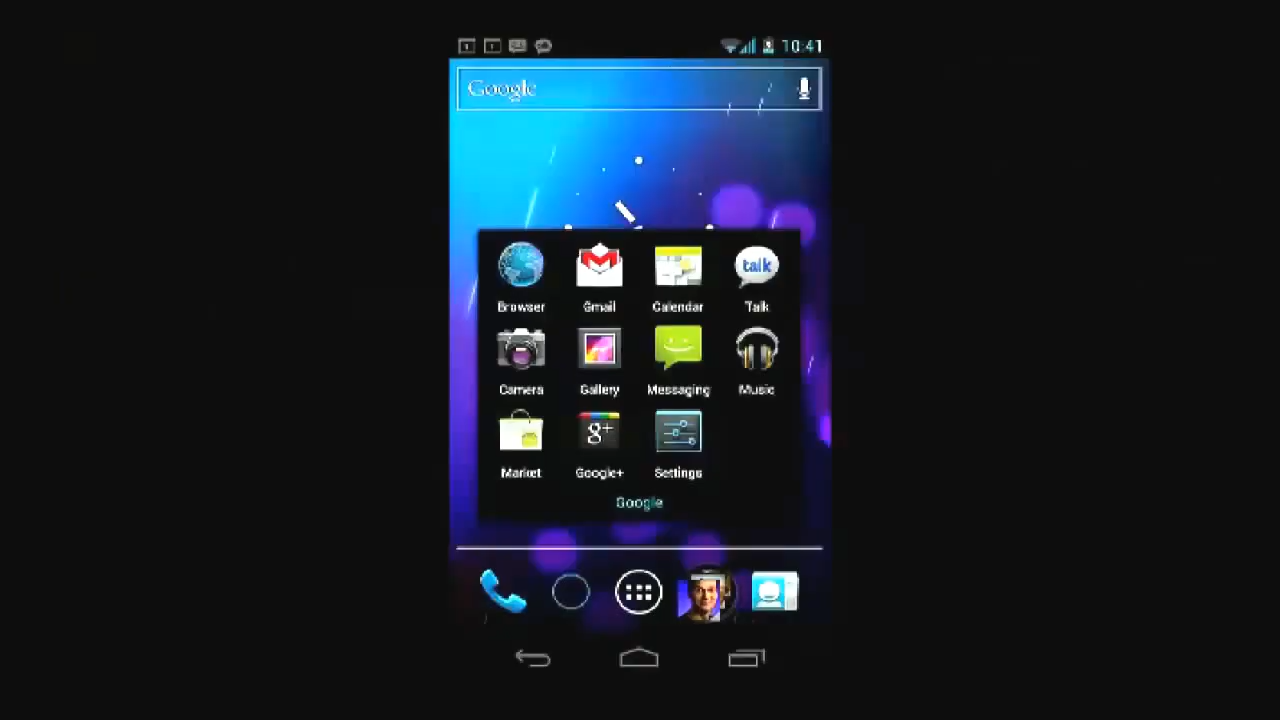 10:41
Google
talk
Browser Gmail Calendar Talk
Camera Gallery Messaging Music
g+
Market Google+ Settings
Google